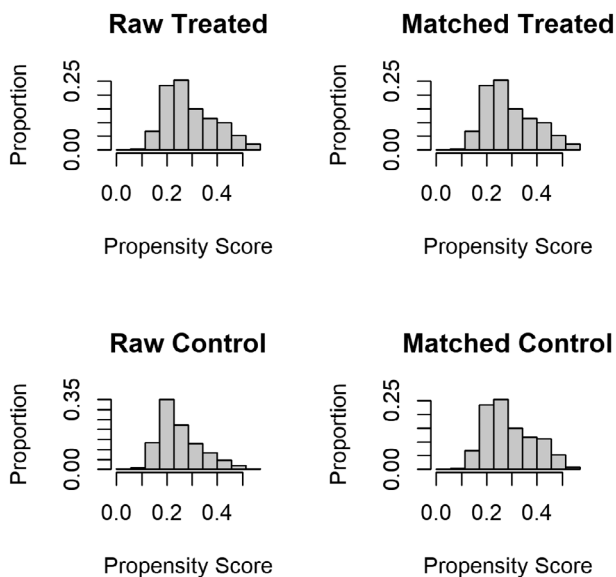 Raw Treated
Proportion
0.00 0.25
0.0 0.2 0.4
Propensity Score
Matched Treated
Proportion
0.00 0.25
0.0 0.2 0.4
Propensity Score
Raw Control
Proportion
0.00 0.35
0.0 0.2 0.4
Propensity Score
Matched Control
Proportion
0.00 0.25
0.0 0.2 0.4
Propensity Score